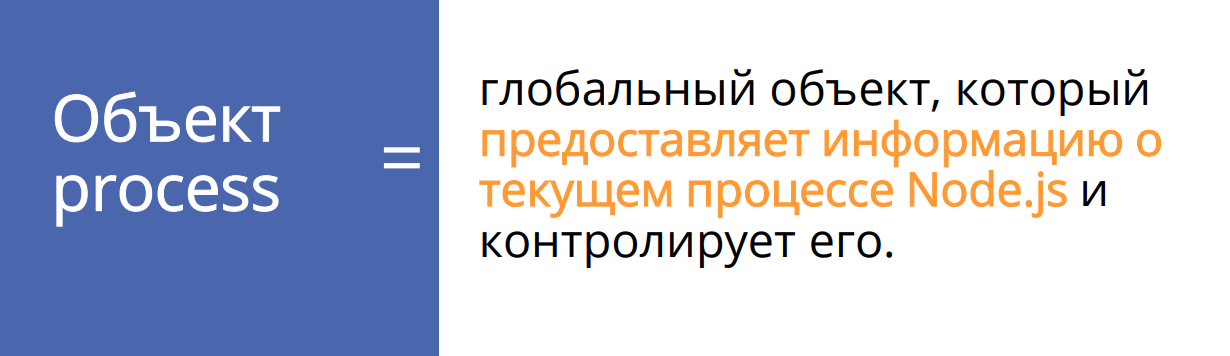 Объект
process
=
глобальный объект, который
предоставляет информацию о
текущем процессе Node.js и
контролирует его.